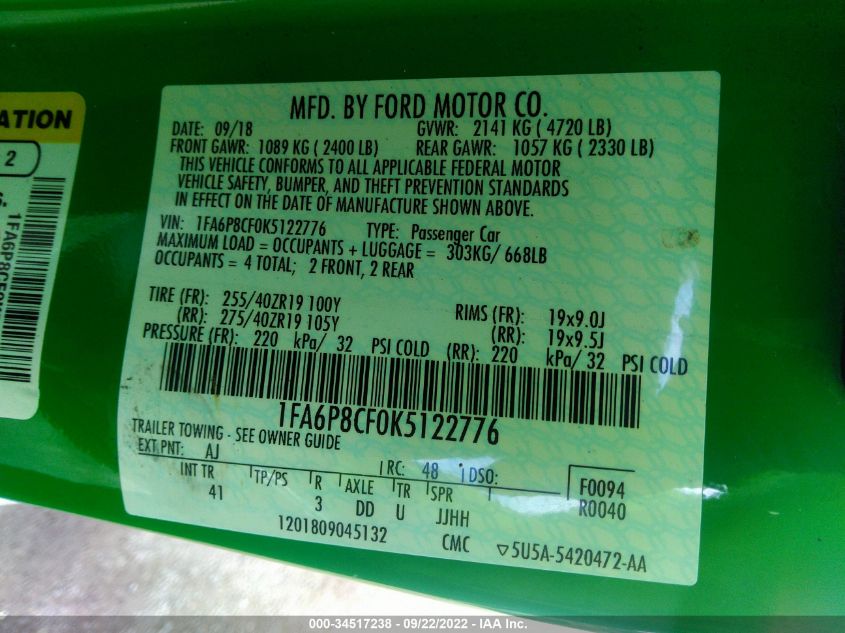 ATION
2
1FA6P8CF0K
MFD. BY FORD MOTOR CO.
DATE: 09/18 GVWR: 2141 KG ( 4720 LB)
FRONT GAWR: 1089 KG ( 2400 LB) REAR GAWR: 1057 KG ( 2330 LB)
THIS VEHICLE CONFORMS TO ALL APPLICABLE FEDERAL MOTOR
VEHICLE SAFETY, BUMPER, AND THEFT PREVENTION STANDARDS
IN EFFECT ON THE DATE OF MANUFACTURE SHOWN ABOVE.
VIN: 1FA6P8CF0K5122776 TYPE: Passenger Car
MAXIMUM LOAD = OCCUPANTS + LUGGAGE = 303KG/ 668LB
OCCUPANTS = 4 TOTAL; 2 FRONT, 2 REAR
TIRE (FR): 255/40ZR19 100Y RIMS (FR): 19x9.0J
(RR): 275/40ZR19 105Y (RR): 19x9.5J
PRESSURE (FR): 220 kPa/ 32 PSI COLD (RR): 220 kPa/ 32 PSI COLD
1FA6P8CF0K5122776
TRAILER TOWING - SEE OWNER GUIDE
EXT PNT: AJ RC: 48 DSO: F0094
INT TR TP/PS R AXLE TR SPR R0040
41 3 DD U JJHH
1201809045132 CMC ▽5U5A-5420472-AA
000-34517238 - 09/22/2022 - IAA Inc.